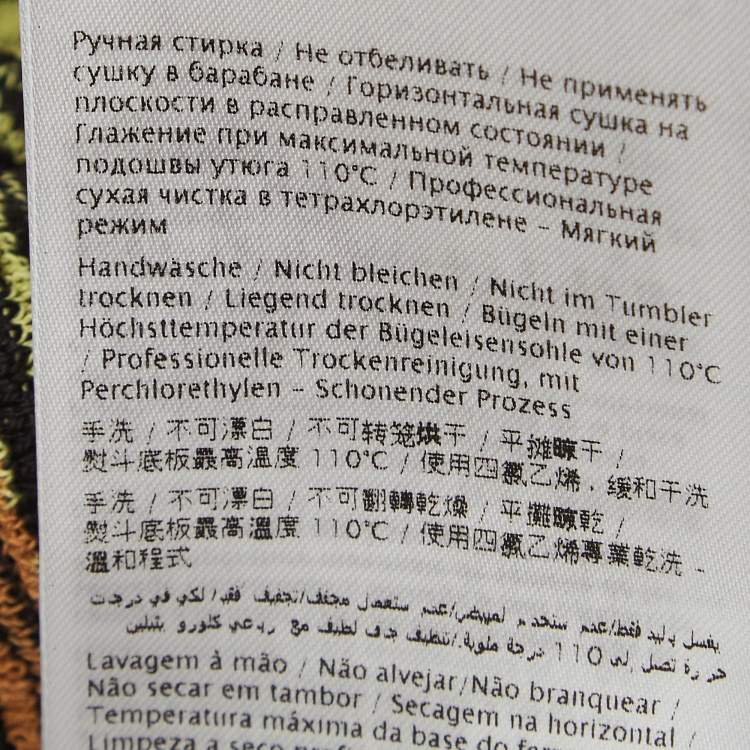 Ручная стирка / Не отбеливать / Не применять
сушку в барабане / Горизонтальная сушка на
плоскости в расправленном состоянии /
Глажение при максимальной температуре
подошвы утюга 110°C / Профессиональная
сухая чистка в тетрахлорэтилене – Мягкий
режим
Handwäsche / Nicht bleichen / Nicht im Tumbler
trocknen / Liegend trocknen / Bügeln mit einer
Höchsttemperatur der Bügeleisensohle von 110°C
/ Professionelle Trockenreinigung, mit
Perchlorethylen – Schonender Prozess
手洗 / 不可漂白 / 不可转笼烘干 / 平摊晾干 /
熨斗底板最高温度 110°C / 使用四氯乙烯，缓和干洗
手洗 / 不可漂白 / 不可翻轉乾燥 / 平攤晾乾 /
熨斗底板最高溫度 110°C / 使用四氯乙烯專業乾洗 -
溫和程式
110 درجة مئوية
Lavagem à mão / Não alvejar/Não branquear /
Não secar em tambor / Secagem na horizontal /
Temperatura máxima da base do
Limpeza a seco